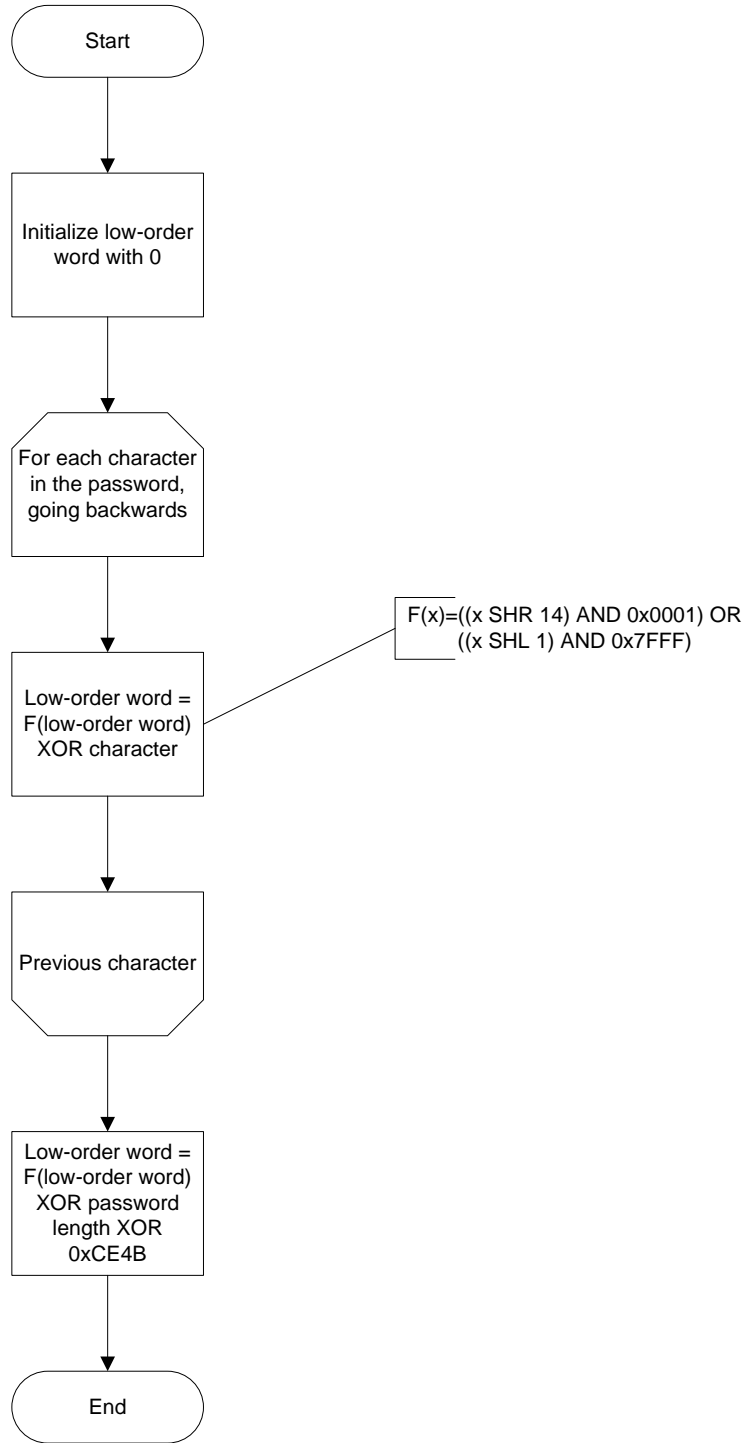 Start
Initialize low-order
word with 0
For each character
in the password,
going backwards
F(x)=((x SHR 14) AND 0x0001) OR
((x SHL 1) AND 0x7FFF)
Low-order word =
F(low-order word)
XOR character
Previous character
Low-order word =
F(low-order word)
XOR password
length XOR
0xCE4B
End